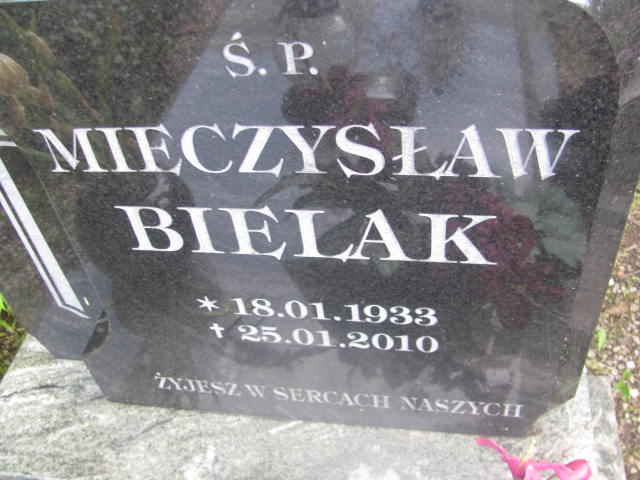 Ś. P.
MIECZYSŁAW
BIELAK
* 18.01.1933
† 25.01.2010
ŻYJESZ W SERCACH NASZYCH